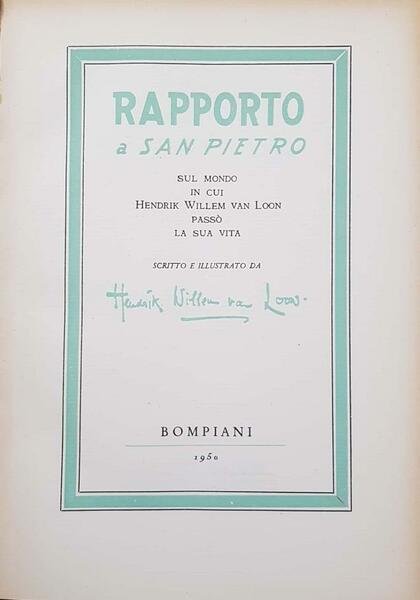 RAPPORTO
a SAN PIETRO
SUL MONDO
IN CUI
HENDRIK WILLEM VAN LOON
PASSÒ
LA SUA VITA
SCRITTO E ILLUSTRATO DA
Hendrik Willem van Loon.
BOMPIANI
1950